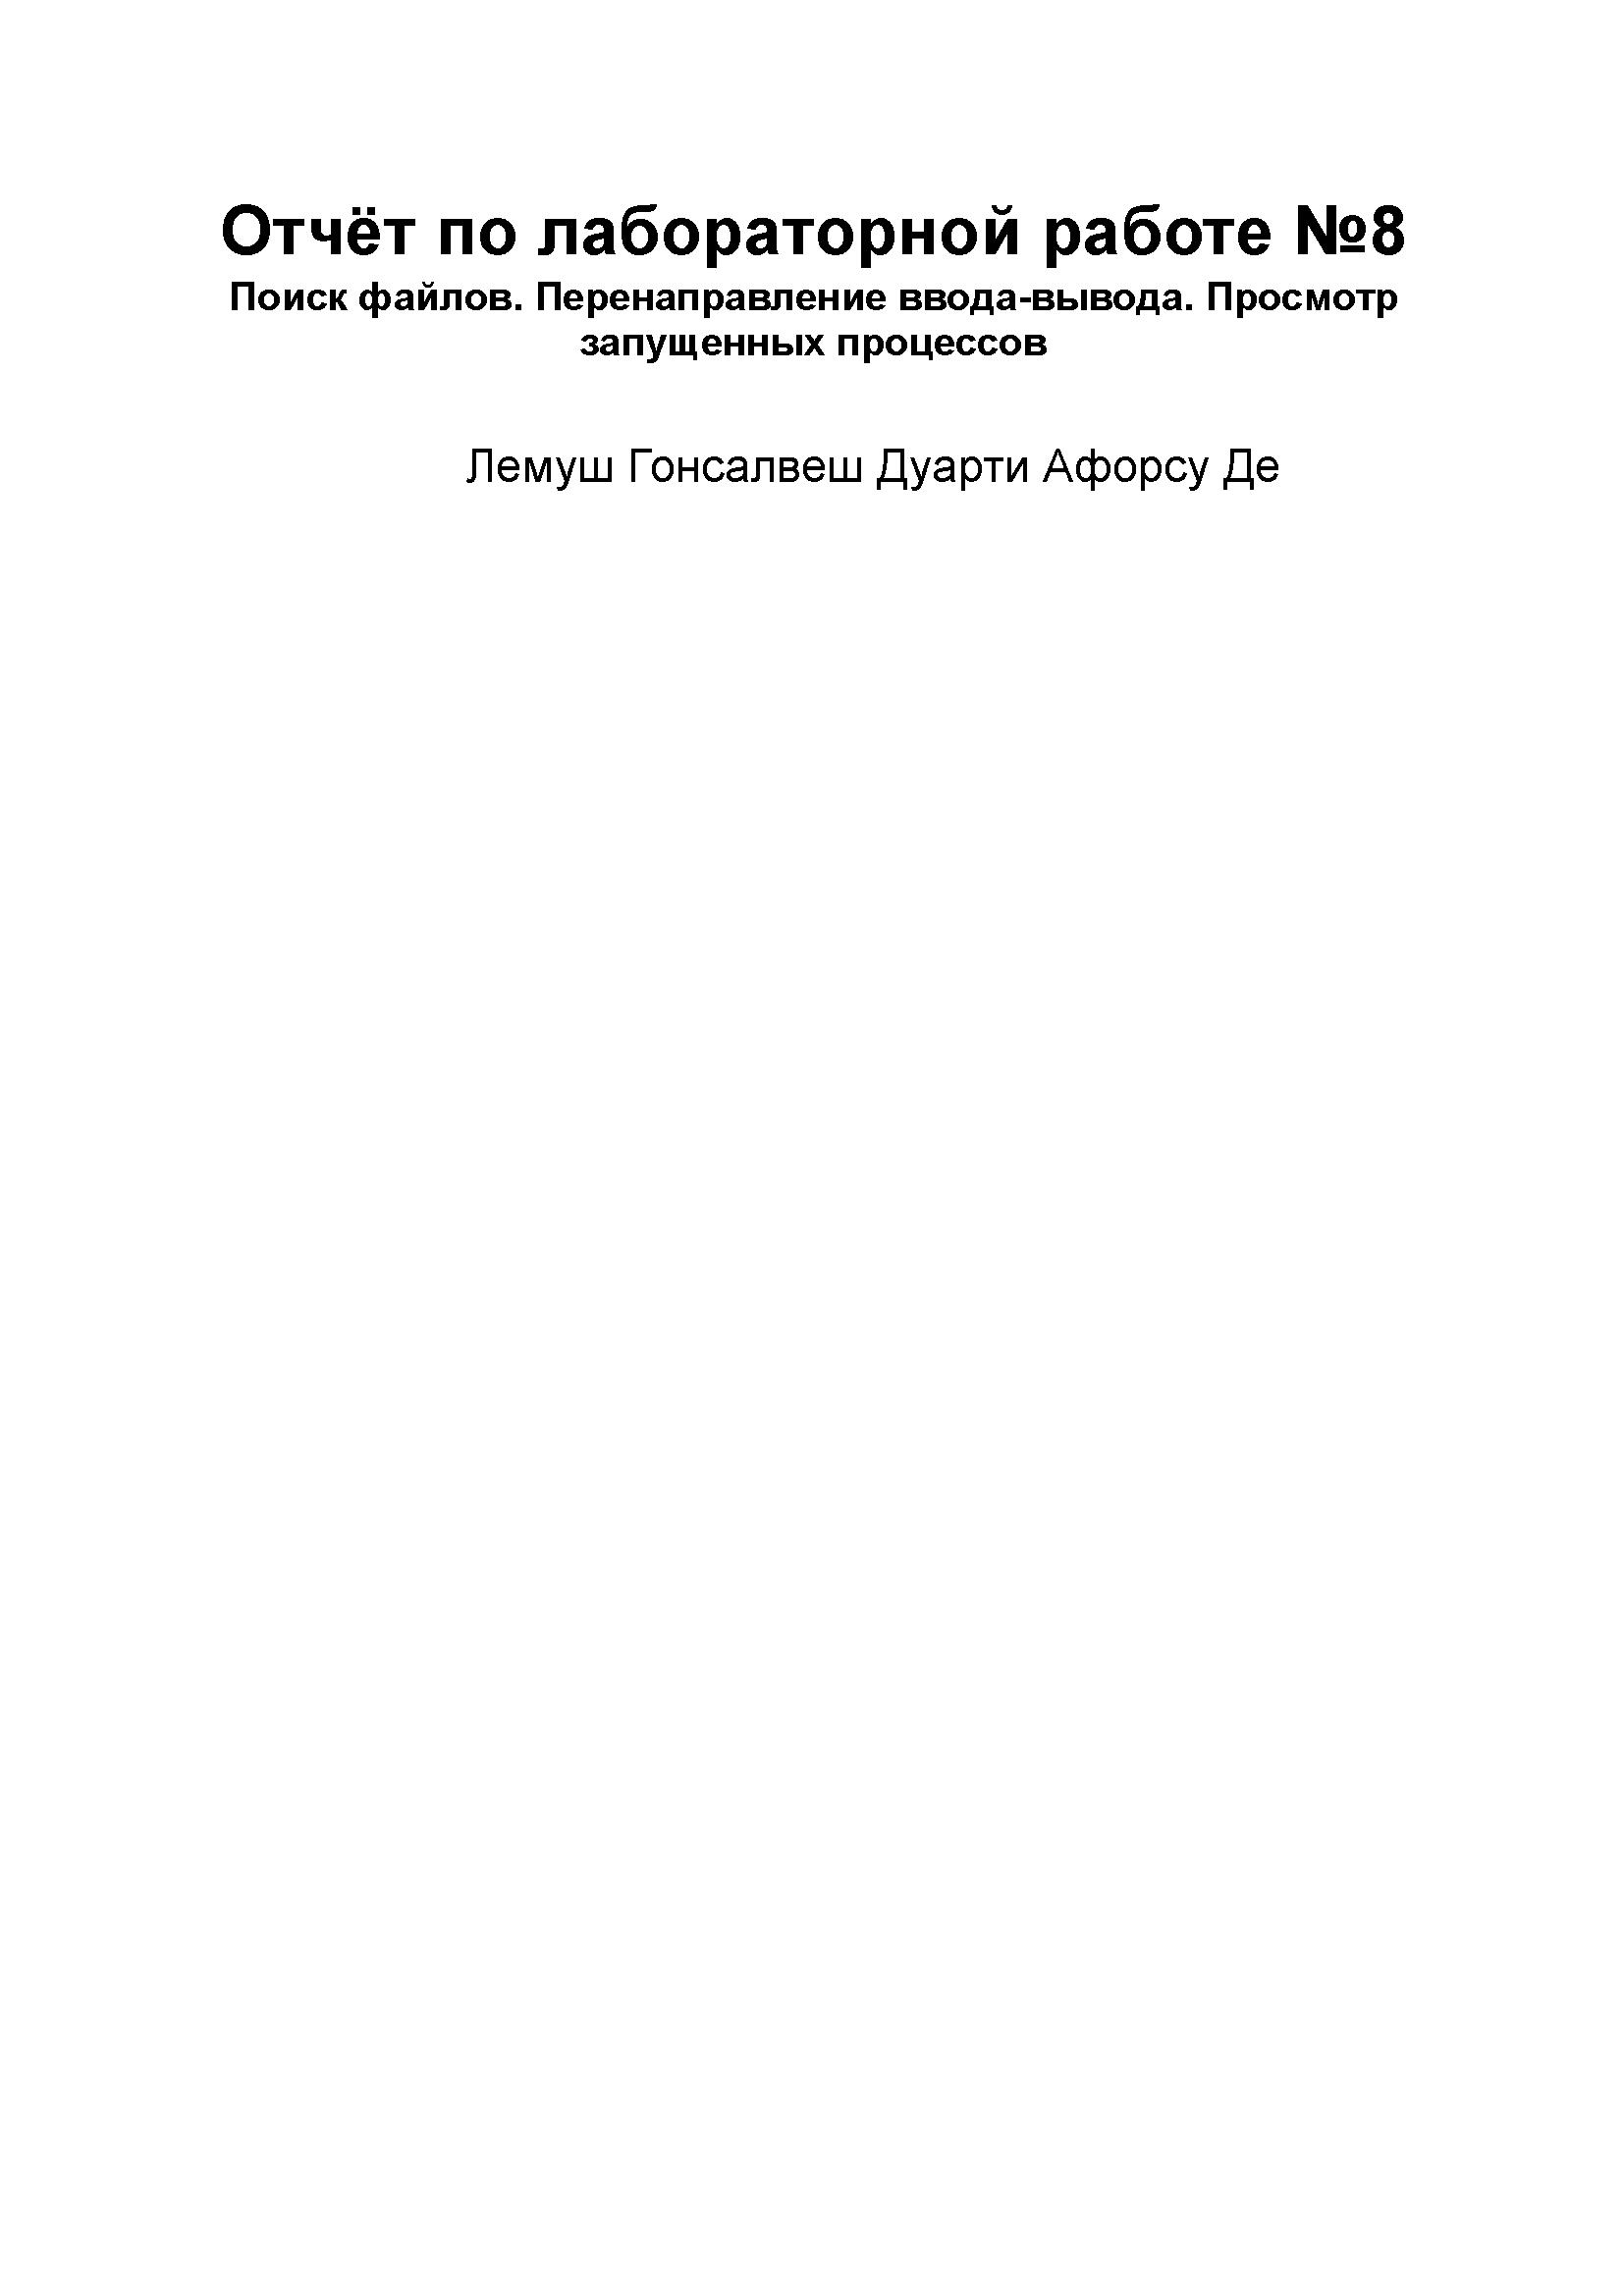 Отчёт по лабораторной работе №8
Поиск файлов. Перенаправление ввода-вывода. Просмотр
запущенных процессов
Лемуш Гонсалвеш Дуарти Афорсу Де